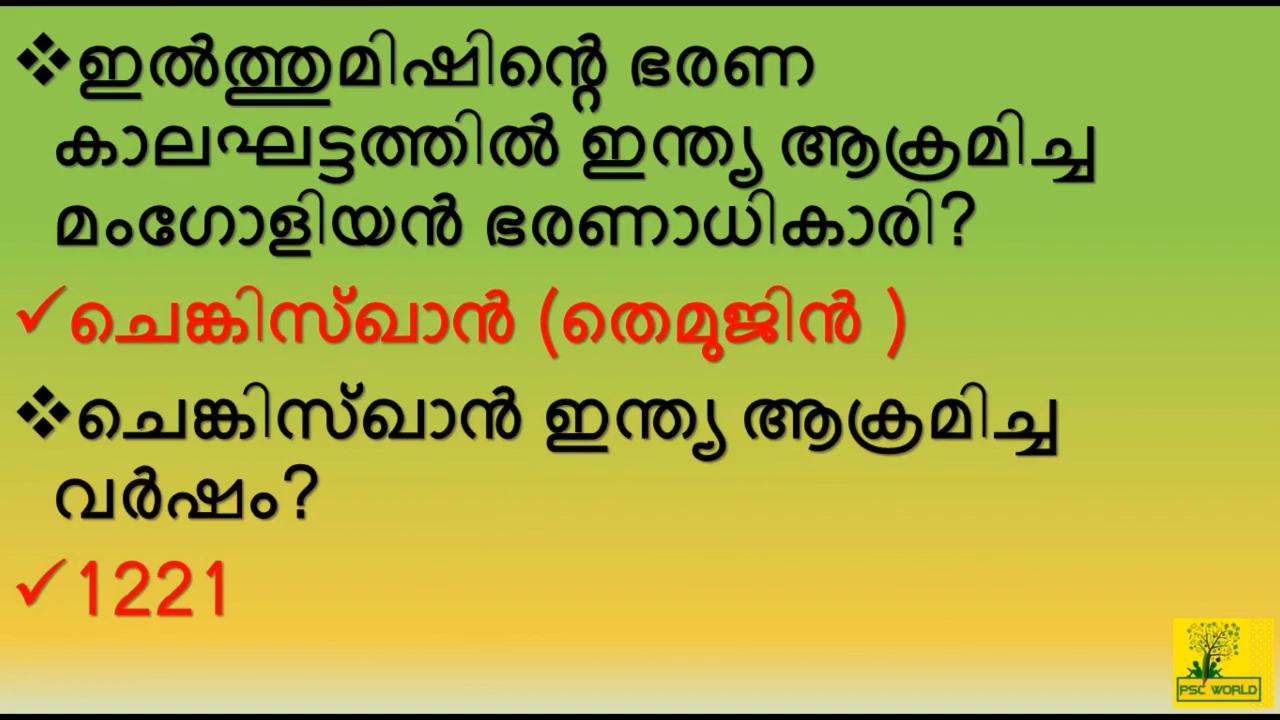 ❖ഇൽത്തുമിഷിന്റെ ഭരണ
കാലഘട്ടത്തിൽ ഇന്ത്യ ആക്രമിച്ച
മംഗോളിയൻ ഭരണാധികാരി?
✓ചെങ്കിസ്ഖാൻ (തെമുജിൻ )
❖ചെങ്കിസ്ഖാൻ ഇന്ത്യ ആക്രമിച്ച
വർഷം?
✓1221
PSC WORLD